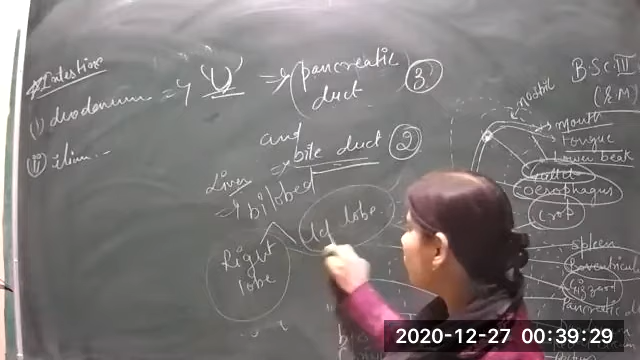 Intestine
(i) duodenum => 'U' => (pancreatic
duct (3)
(ii) ilium...
and
bile duct (2)
Liver
=> bilobed
Right
lobe
lef lobe
B.Sc. III
(Z.M)
nostril
mouth
Tongue
Lower beak
Gullet
Oesophagus
Crop
Spleen
Proventriculus
Gizzard
Pancreatic d
2020-12-27 00:39:29